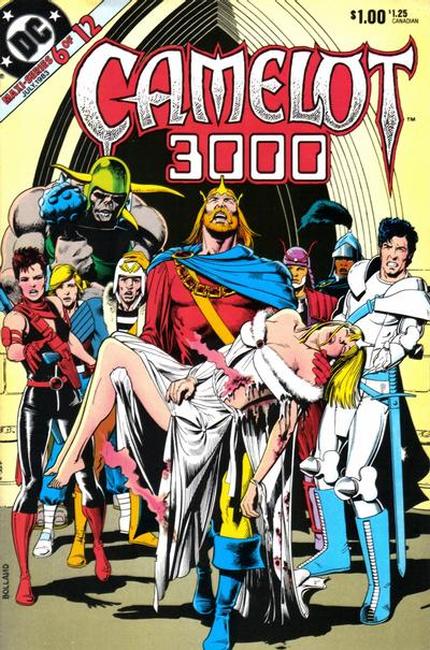 DC
MAXI-SERIES
6 OF 12
JULY, 1983
$1.00 $1.25
CANADIAN
CAMELOT
3000
™
BOLLAND